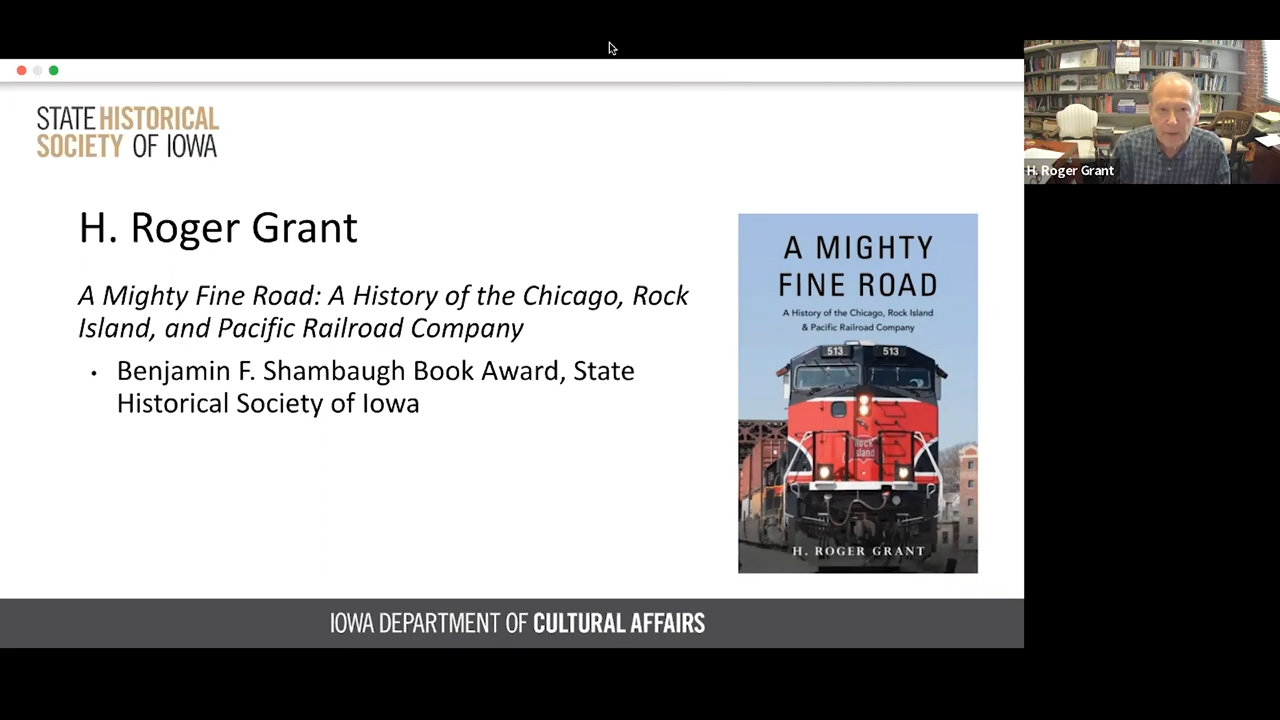 STATE HISTORICAL
SOCIETY OF IOWA
H. Roger Grant
A Mighty Fine Road: A History of the Chicago, Rock
Island, and Pacific Railroad Company
• Benjamin F. Shambaugh Book Award, State
Historical Society of Iowa
A MIGHTY
FINE ROAD
A History of the Chicago, Rock Island
& Pacific Railroad Company
513 513
Rock
Island
H. ROGER GRANT
IOWA DEPARTMENT OF CULTURAL AFFAIRS
H. Roger Grant